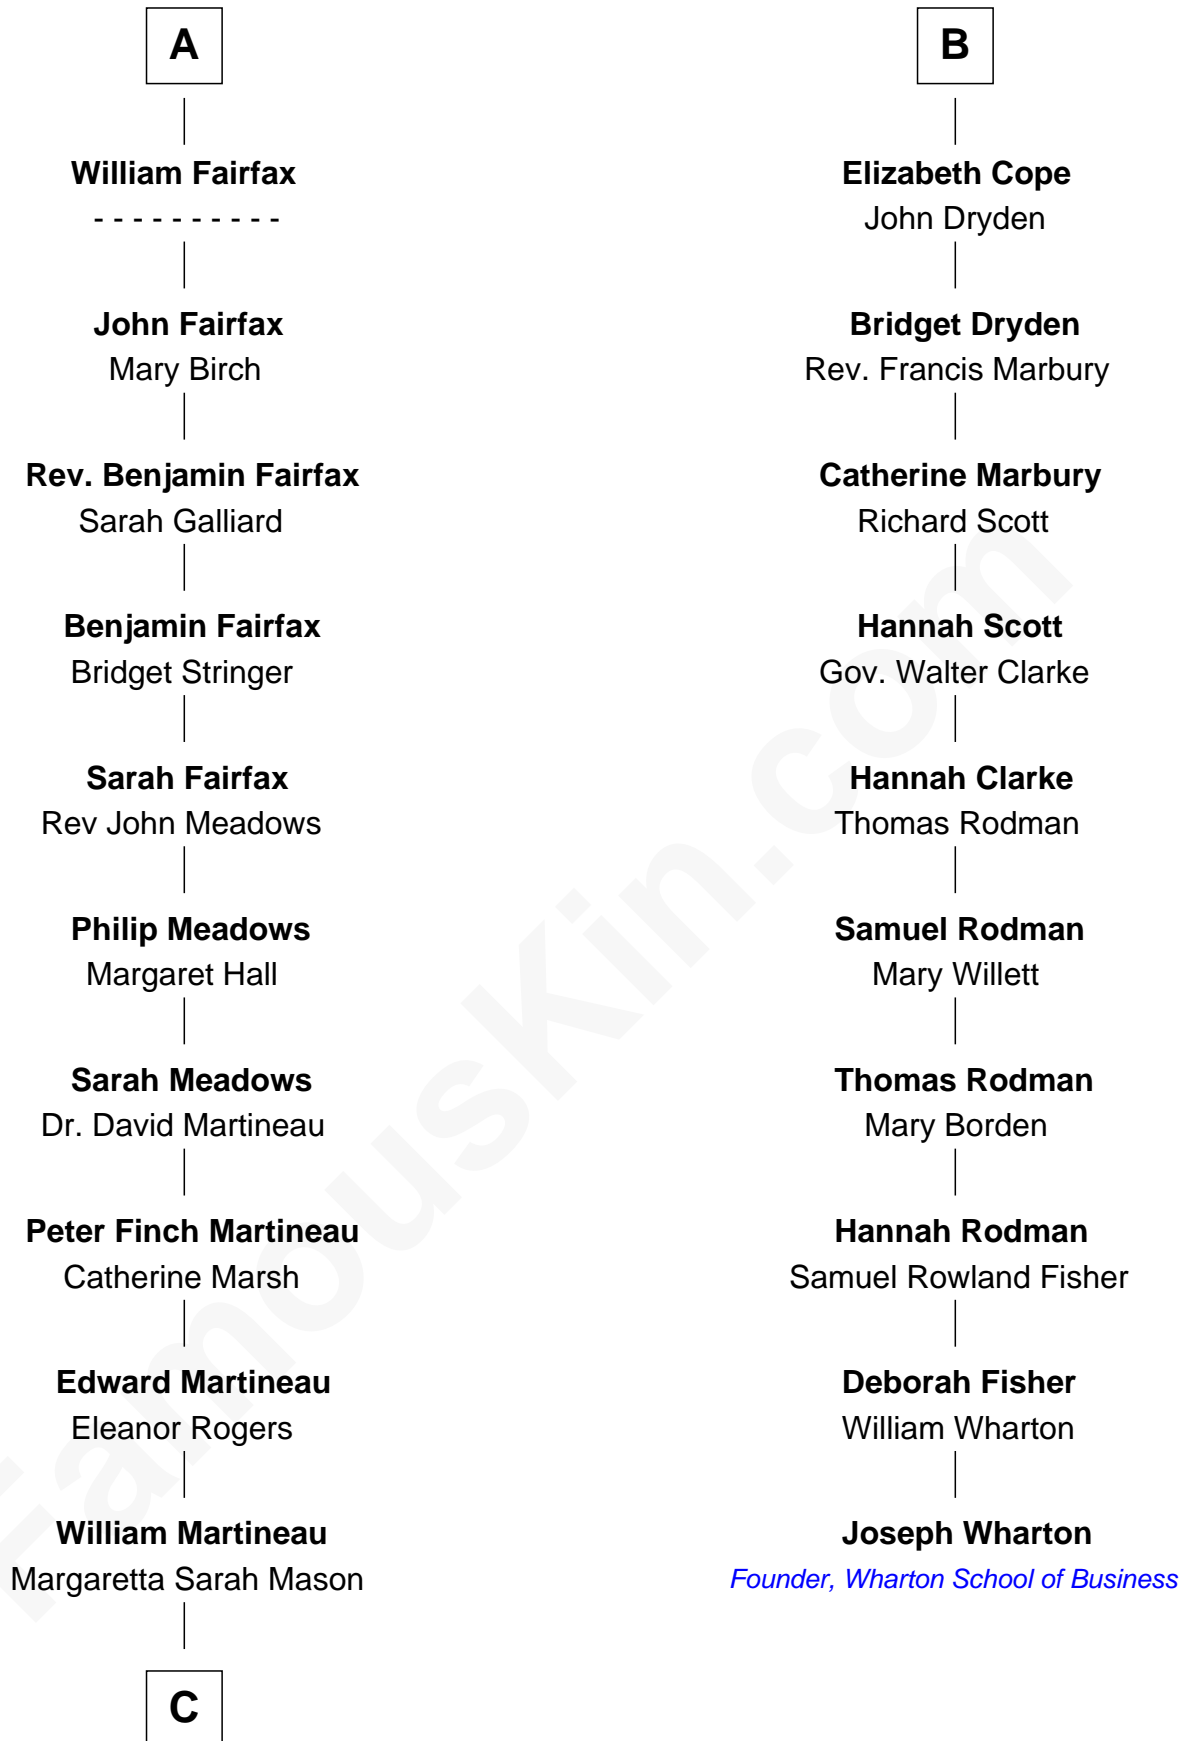 A
William Fairfax
- - - - - - - - - -
John Fairfax
Mary Birch
Rev. Benjamin Fairfax
Sarah Galliard
Benjamin Fairfax
Bridget Stringer
Sarah Fairfax
Rev John Meadows
Philip Meadows
Margaret Hall
Sarah Meadows
Dr. David Martineau
Peter Finch Martineau
Catherine Marsh
Edward Martineau
Eleanor Rogers
William Martineau
Margaretta Sarah Mason
C
B
Elizabeth Cope
John Dryden
Bridget Dryden
Rev. Francis Marbury
Catherine Marbury
Richard Scott
Hannah Scott
Gov. Walter Clarke
Hannah Clarke
Thomas Rodman
Samuel Rodman
Mary Willett
Thomas Rodman
Mary Borden
Hannah Rodman
Samuel Rowland Fisher
Deborah Fisher
William Wharton
Joseph Wharton
Founder, Wharton School of Business
FamousKin.com